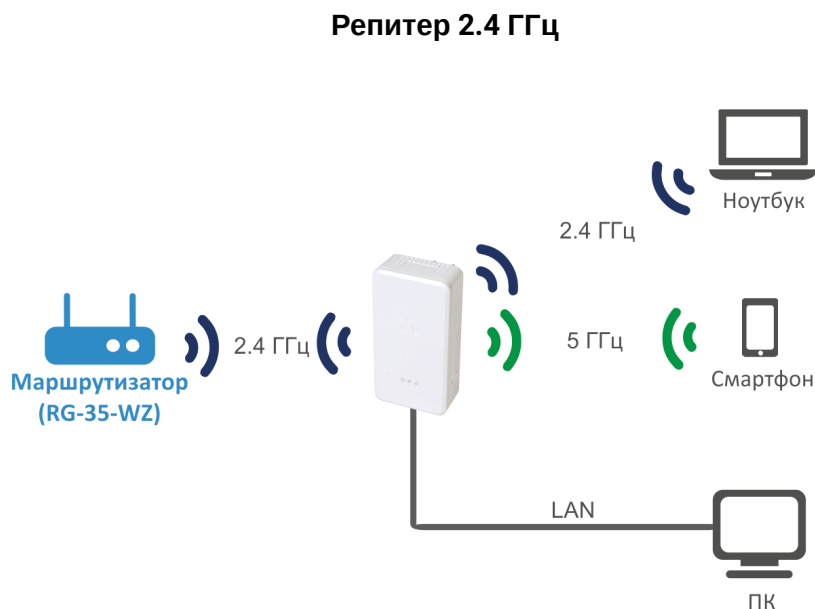 Репитер 2.4 ГГц
Ноутбук
2.4 ГГц
2.4 ГГц
5 ГГц
Маршрутизатор
(RG-35-WZ)
Смартфон
LAN
ПК